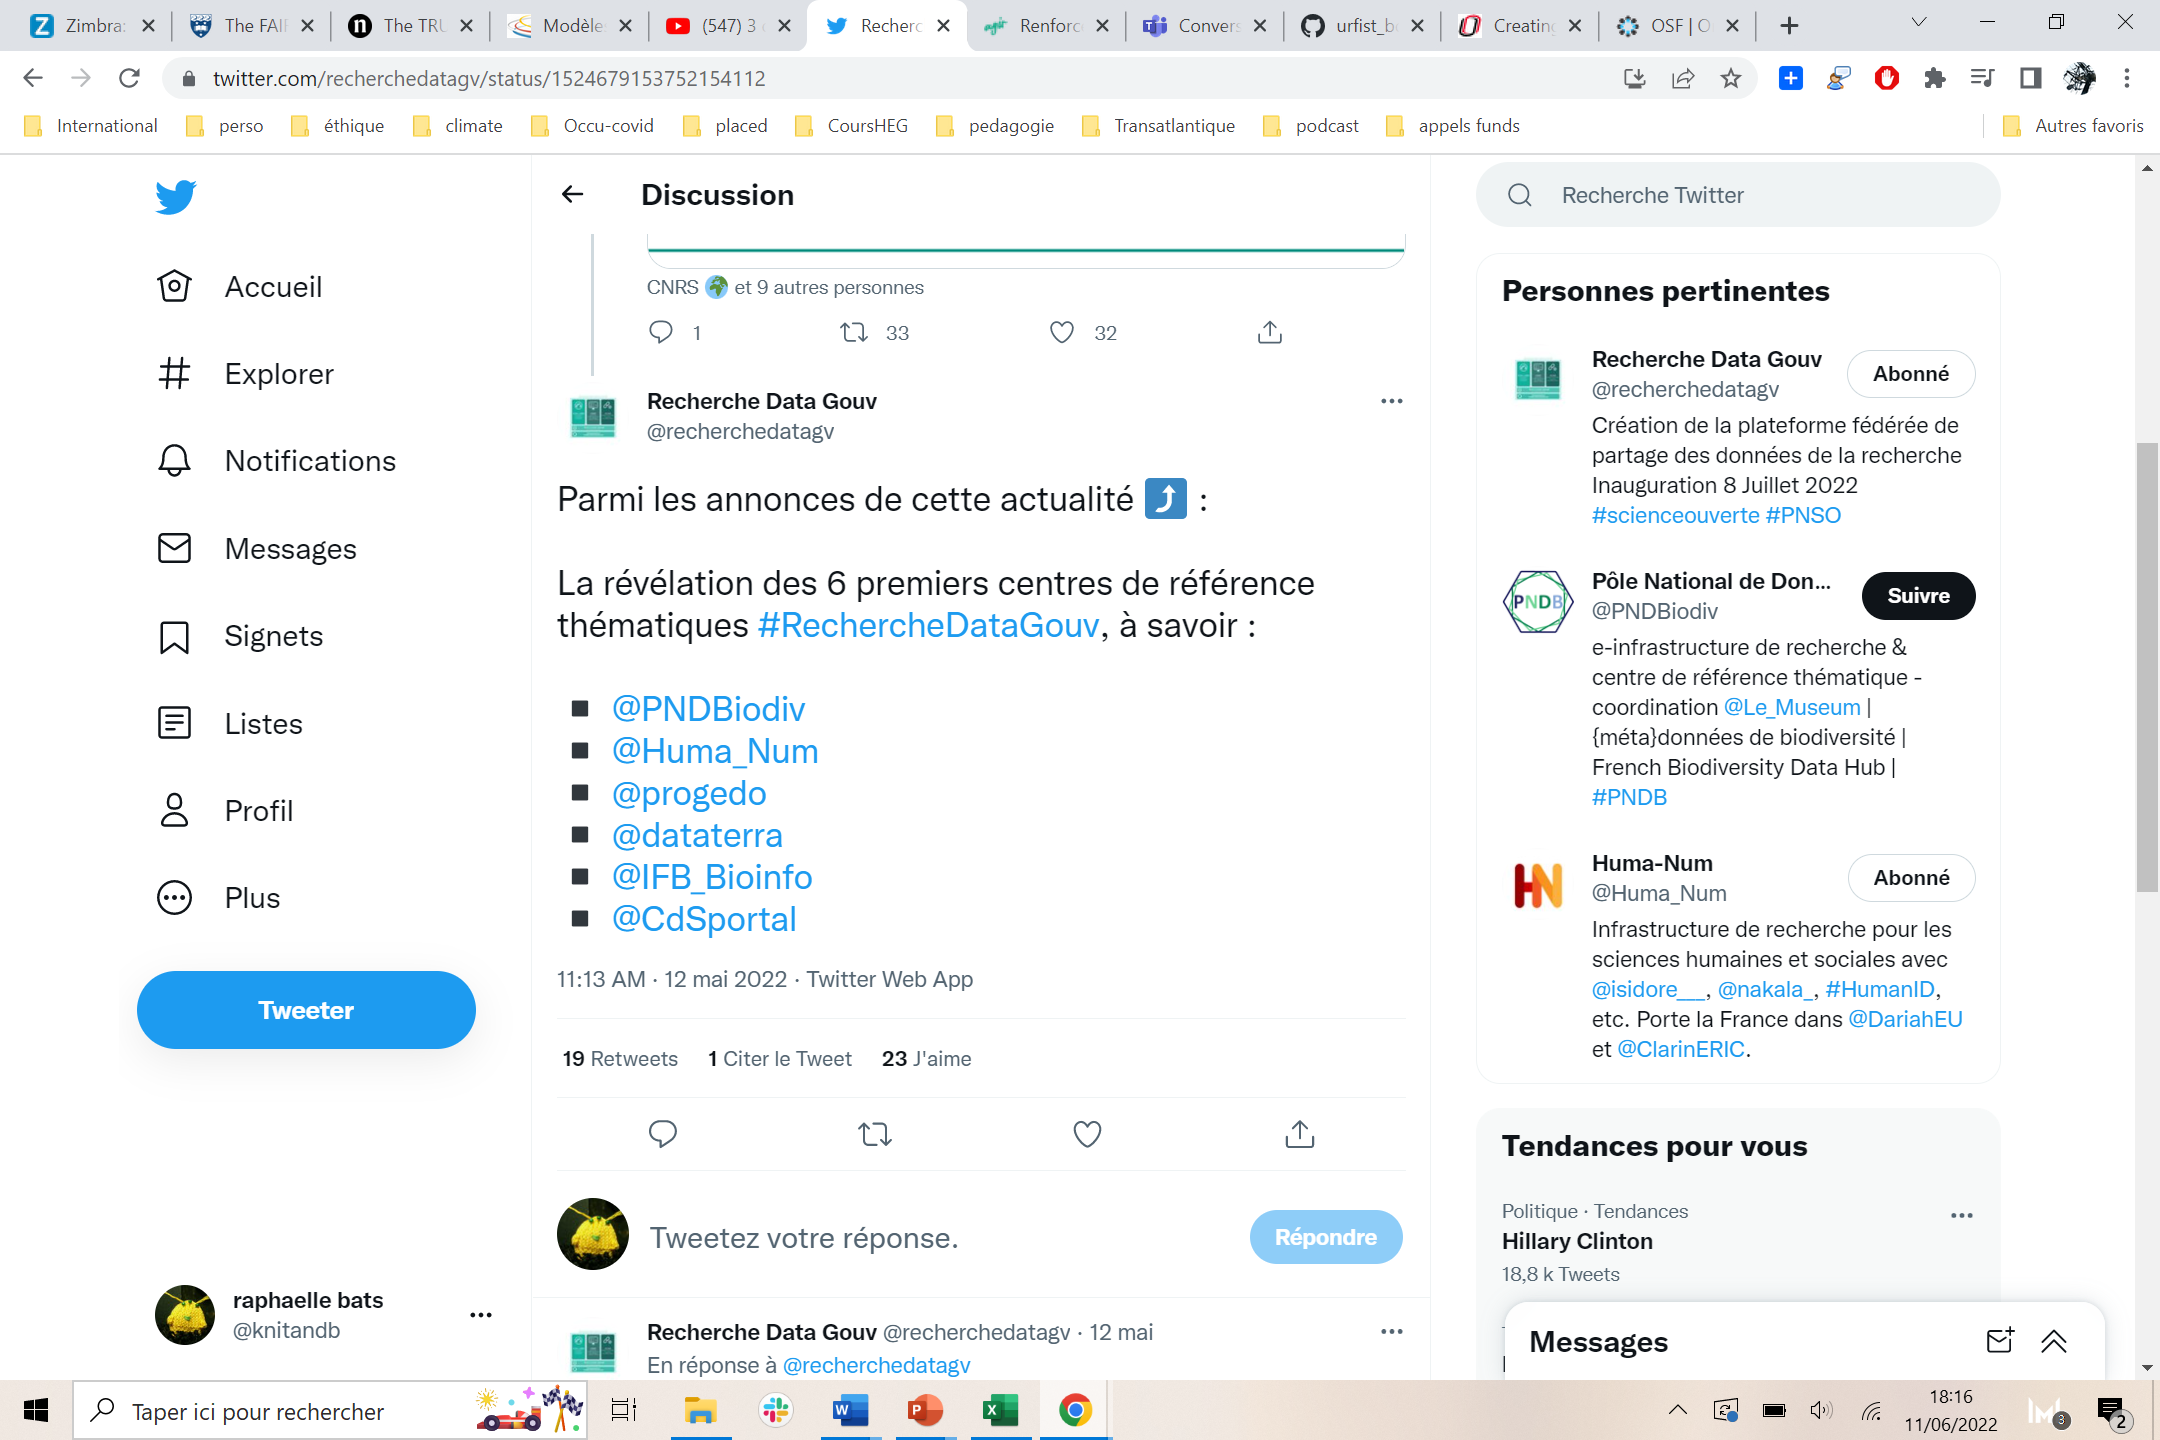 Zimbra:
The FAI
The TRU
Modèle
(547) 3
Recherc
Renforc
Convers
urfist_b
Creating
OSF | O
twitter.com/recherchedatagv/status/1524679153752154112
International
perso
éthique
climate
Occu-covid
placed
CoursHEG
pedagogie
Transatlantique
podcast
appels funds
Autres favoris
Accueil
Explorer
Notifications
Messages
Signets
Listes
Profil
Plus
Tweeter
raphaelle bats
@knitandb
Discussion
CNRS 🌍 et 9 autres personnes
1
33
32
Recherche Data Gouv
@recherchedatagv
Parmi les annonces de cette actualité ⤴️ :
La révélation des 6 premiers centres de référence
thématiques #RechercheDataGouv, à savoir :
◼ @PNDBiodiv
◼ @Huma_Num
◼ @progedo
◼ @dataterra
◼ @IFB_Bioinfo
◼ @CdSportal
11:13 AM · 12 mai 2022 · Twitter Web App
19 Retweets 1 Citer le Tweet 23 J'aime
Tweetez votre réponse.
Répondre
Recherche Data Gouv @recherchedatagv · 12 mai
En réponse à @recherchedatagv
Recherche Twitter
Personnes pertinentes
Recherche Data Gouv
@recherchedatagv
Abonné
Création de la plateforme fédérée de
partage des données de la recherche
Inauguration 8 Juillet 2022
#scienceouverte #PNSO
PNDB
Pôle National de Don...
@PNDBiodiv
Suivre
e-infrastructure de recherche &
centre de référence thématique -
coordination @Le_Museum |
{méta}données de biodiversité |
French Biodiversity Data Hub |
#PNDB
HN
Huma-Num
@Huma_Num
Abonné
Infrastructure de recherche pour les
sciences humaines et sociales avec
@isidore___, @nakala_, #HumanID,
etc. Porte la France dans @DariahEU
et @ClarinERIC.
Tendances pour vous
Politique · Tendances
Hillary Clinton
18,8 k Tweets
Messages
Taper ici pour rechercher
18:16
11/06/2022
3
2